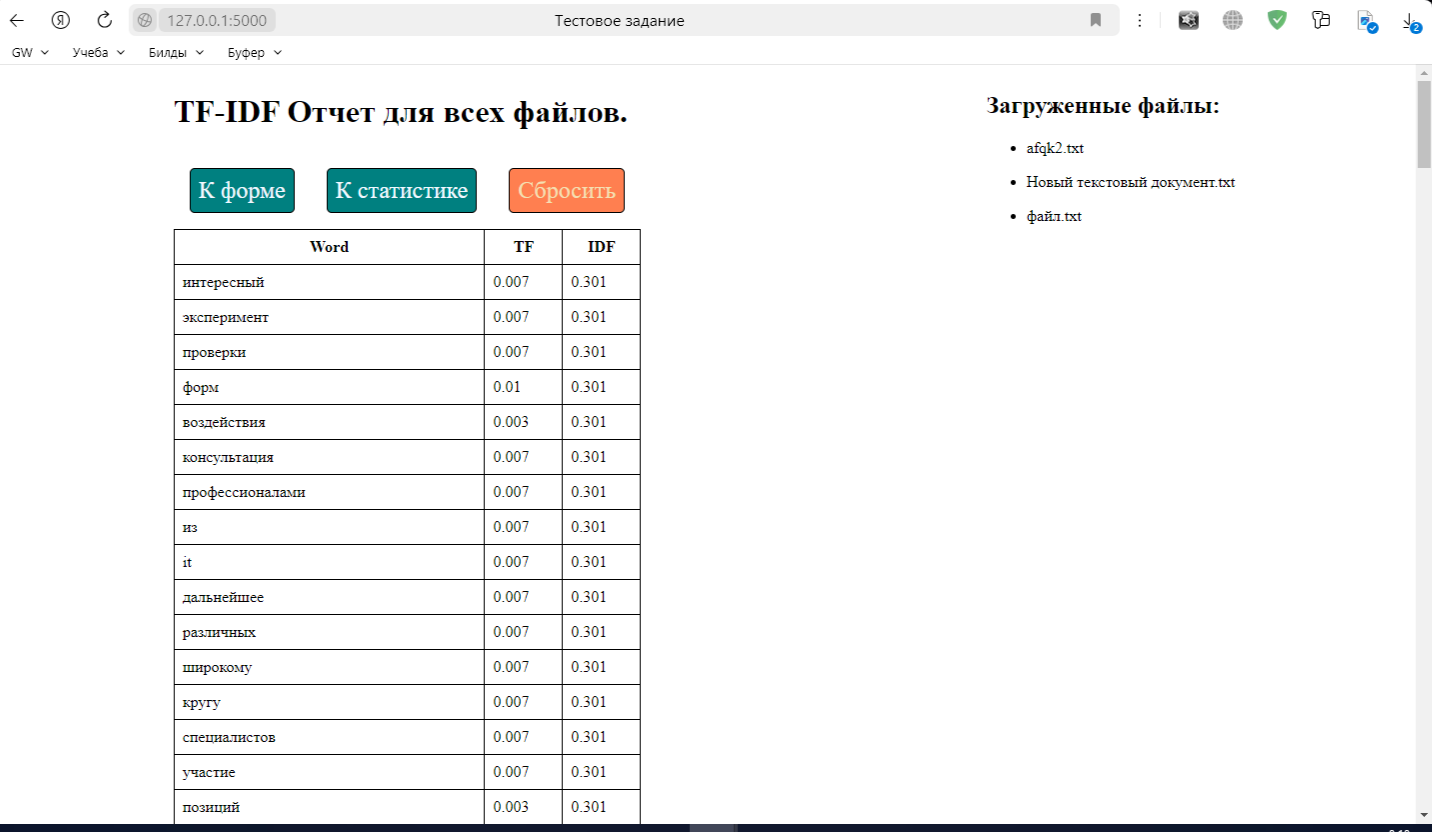 Я 127.0.0.1:5000 Тестовое задание
GW Учеба Билды Буфер
2
TF-IDF Отчет для всех файлов.
К форме К статистике Сбросить
Word TF IDF
интересный 0.007 0.301
эксперимент 0.007 0.301
проверки 0.007 0.301
форм 0.01 0.301
воздействия 0.003 0.301
консультация 0.007 0.301
профессионалами 0.007 0.301
из 0.007 0.301
it 0.007 0.301
дальнейшее 0.007 0.301
различных 0.007 0.301
широкому 0.007 0.301
кругу 0.007 0.301
специалистов 0.007 0.301
участие 0.007 0.301
позиций 0.003 0.301
Загруженные файлы:
afqk2.txt
Новый текстовый документ.txt
файл.txt